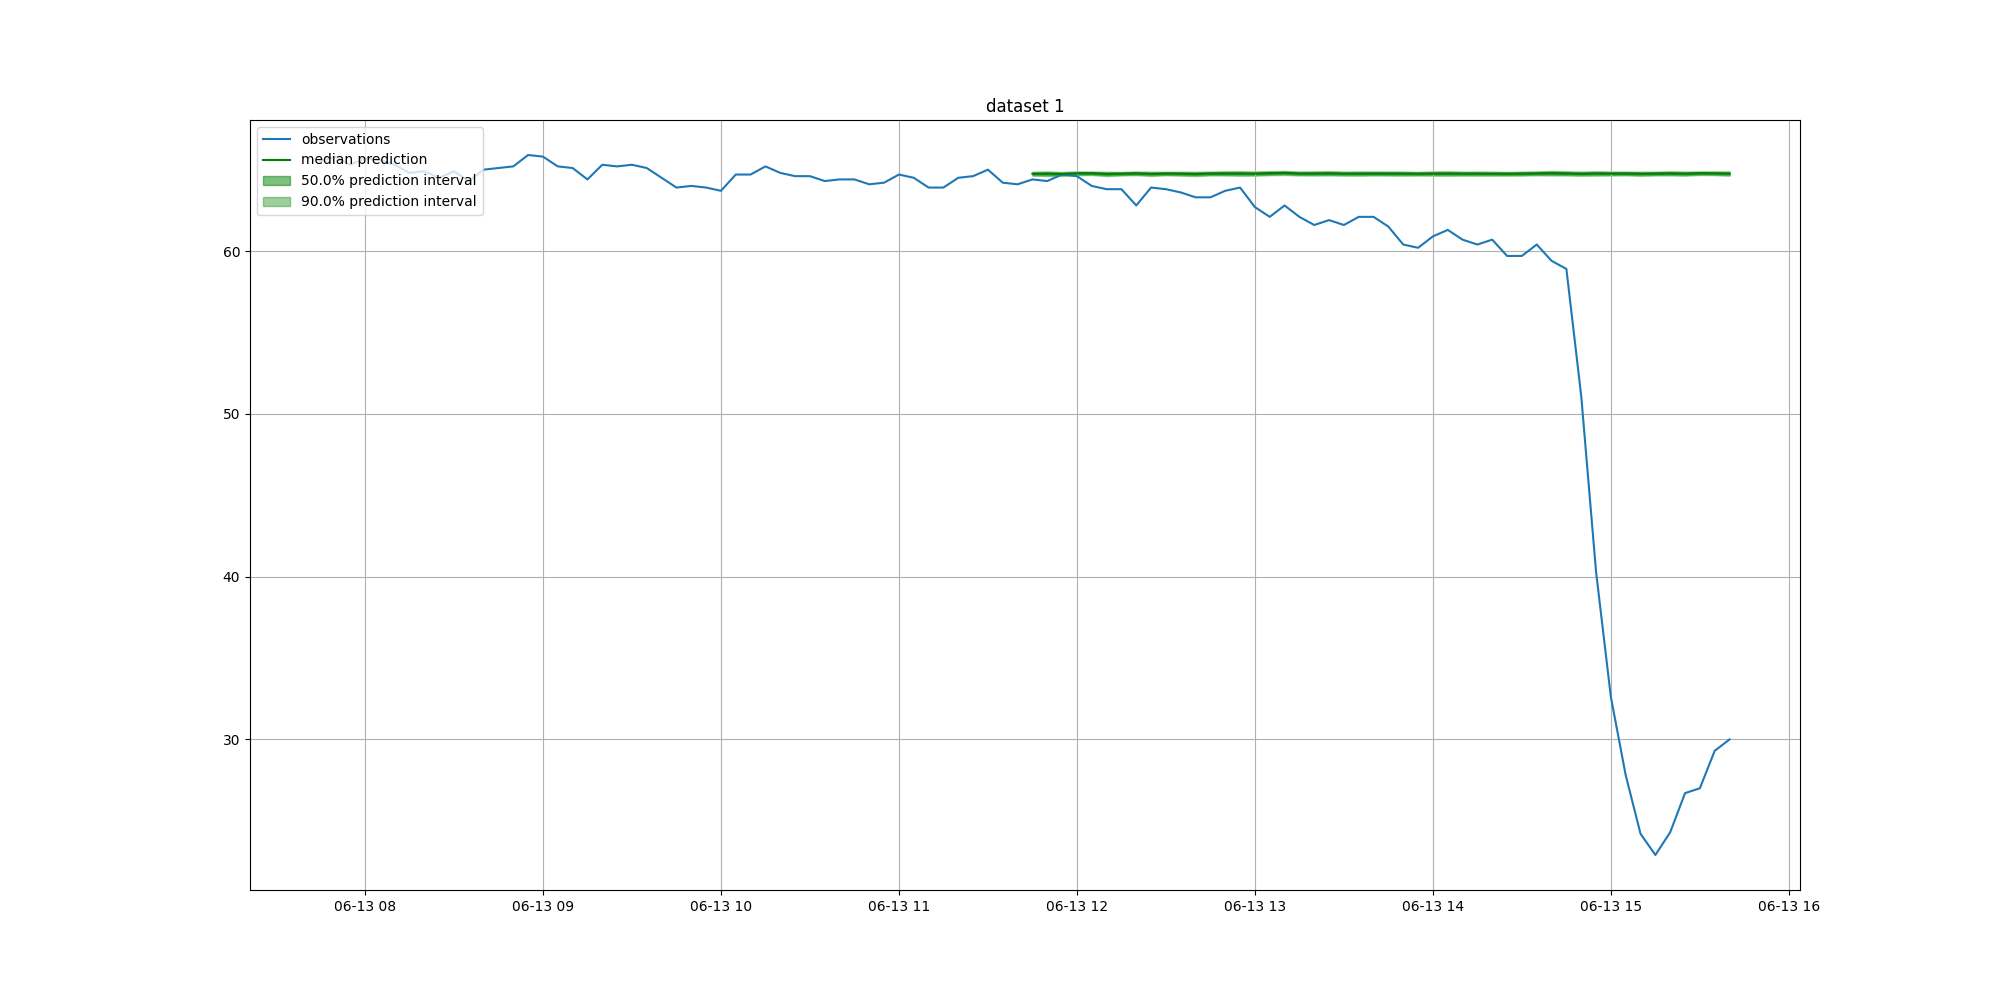 dataset 1
observations
median prediction
50.0% prediction interval
90.0% prediction interval
60
50
40
30
06-13 08 06-13 09 06-13 10 06-13 11 06-13 12 06-13 13 06-13 14 06-13 15 06-13 16